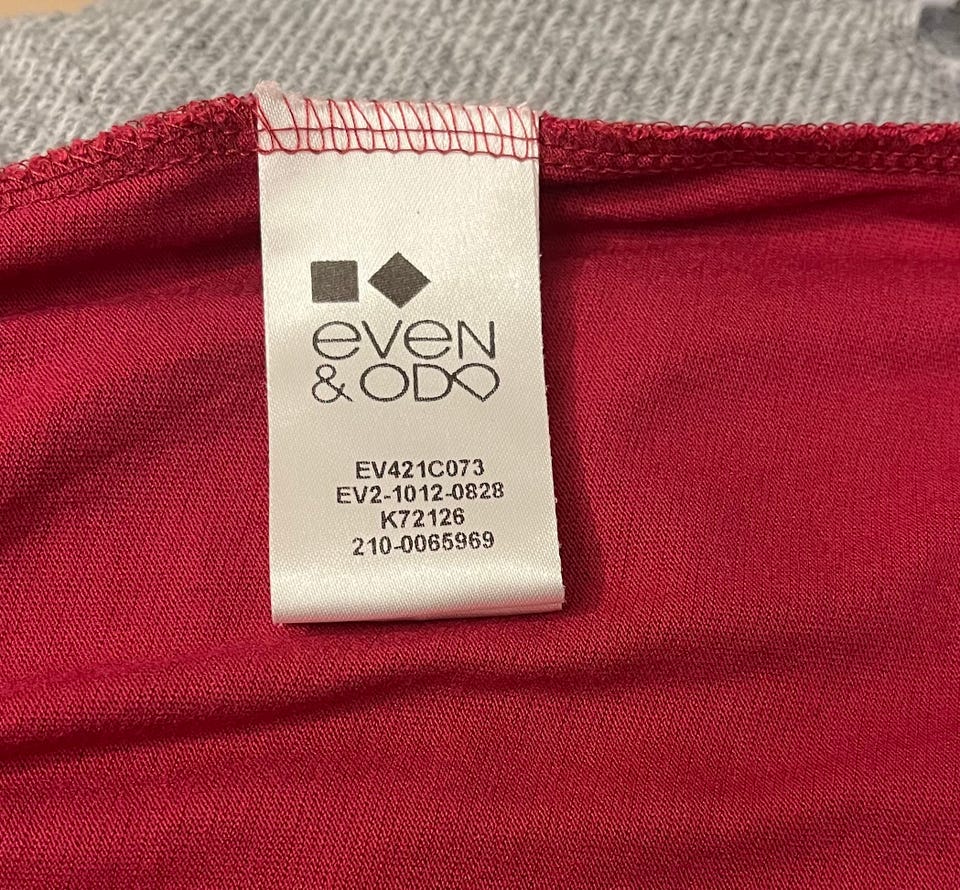 even
& ODD
EV421C073
EV2-1012-0828
K72126
210-0065969